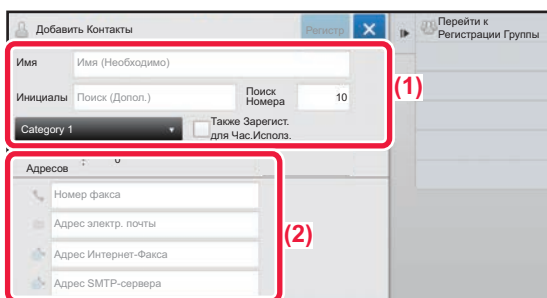 Добавить Контакты
Регистр.
Перейти к
Регистрации Группы
Имя
Имя (Необходимо)
(1)
Инициалы
Поиск (Допол.)
Поиск
Номера
10
Category 1
Также Зарегист.
для Час.Исполз.
Адресов
Номер факса
Адрес электр. почты
(2)
Адрес Интернет-Факса
Адрес SMTP-сервера